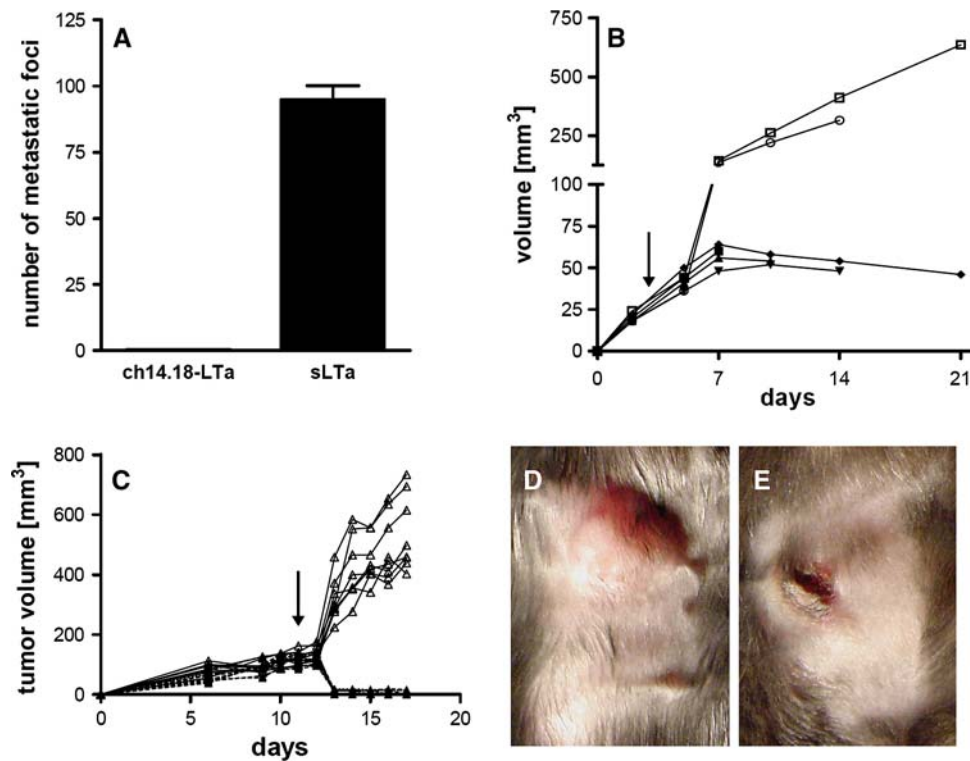 A
number of metastatic foci
125
100
75
50
25
0
ch14.18-LTa
sLTa
B
volume [mm³]
750
500
250
100
75
50
25
0
0
7
14
21
days
C
tumor volume [mm³]
800
600
400
200
0
0
5
10
15
20
days
D
E